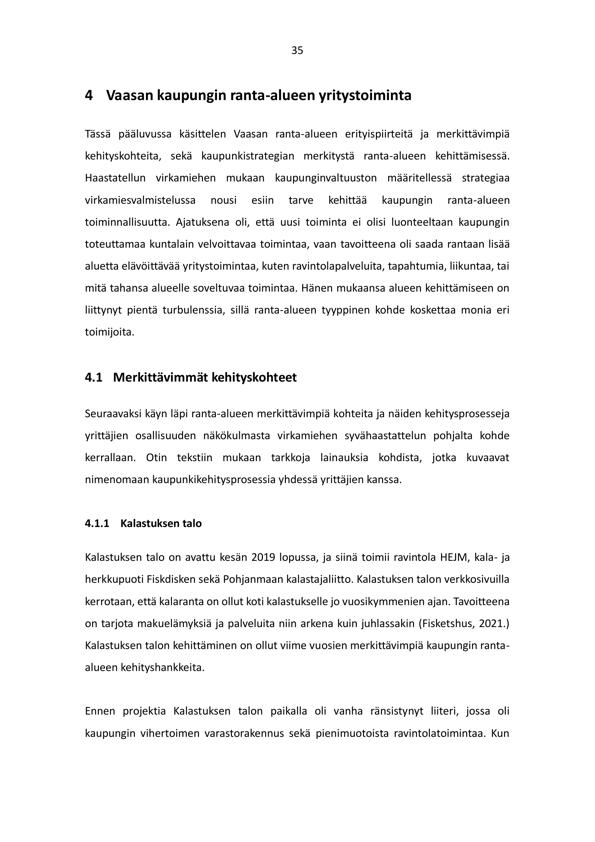 35
4 Vaasan kaupungin ranta-alueen yritystoiminta
Tässä pääluvussa käsittelen Vaasan ranta-alueen erityispiirteitä ja merkittävimpiä
kehityskohteita, sekä kaupunkistrategian merkitystä ranta-alueen kehittämisessä.
Haastatellun virkamiehen mukaan kaupunginvaltuuston määritellessä strategiaa
virkamiesvalmistelussa nousi esiin tarve kehittää kaupungin ranta-alueen
toiminnallisuutta. Ajatuksena oli, että uusi toiminta ei olisi luonteeltaan kaupungin
toteuttamaa kuntalain velvoittavaa toimintaa, vaan tavoitteena oli saada rantaan lisää
aluetta elävöittävää yritystoimintaa, kuten ravintolapalveluita, tapahtumia, liikuntaa, tai
mitä tahansa alueelle soveltuvaa toimintaa. Hänen mukaansa alueen kehittämiseen on
liittynyt pientä turbulenssia, sillä ranta-alueen tyyppinen kohde koskettaa monia eri
toimijoita.
4.1 Merkittävimmät kehityskohteet
Seuraavaksi käyn läpi ranta-alueen merkittävimpiä kohteita ja näiden kehitysprosesseja
yrittäjien osallisuuden näkökulmasta virkamiehen syvähaastattelun pohjalta kohde
kerrallaan. Otin tekstiin mukaan tarkkoja lainauksia kohdista, jotka kuvaavat
nimenomaan kaupunkikehitysprosessia yhdessä yrittäjien kanssa.
4.1.1 Kalastuksen talo
Kalastuksen talo on avattu kesän 2019 lopussa, ja siinä toimii ravintola HEJM, kala- ja
herkkupuoti Fiskdisken sekä Pohjanmaan kalastajaliitto. Kalastuksen talon verkkosivuilla
kerrotaan, että kalaranta on ollut koti kalastukselle jo vuosikymmenien ajan. Tavoitteena
on tarjota makuelämyksiä ja palveluita niin arkena kuin juhlassakin (Fisketshus, 2021.)
Kalastuksen talon kehittäminen on ollut viime vuosien merkittävimpiä kaupungin ranta-
alueen kehityshankkeita.
Ennen projektia Kalastuksen talon paikalla oli vanha ränsistynyt liiteri, jossa oli
kaupungin vihertoimen varastorakennus sekä pienimuotoista ravintolatoimintaa. Kun